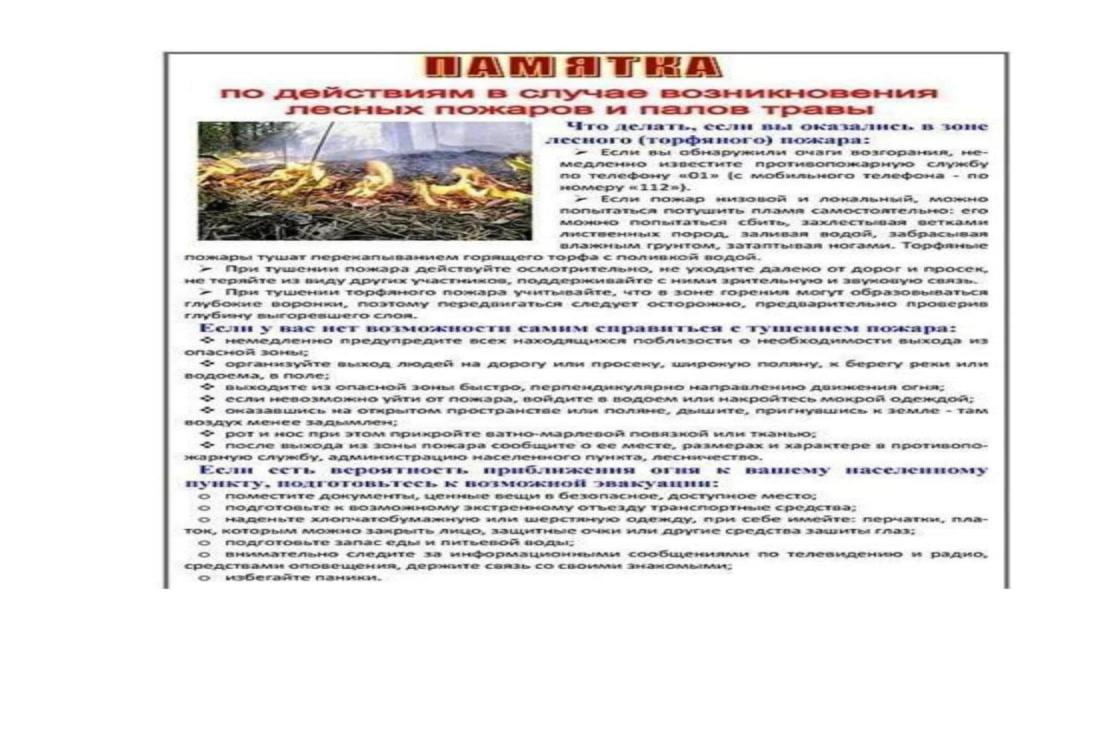 ПАМЯТКА
по действиям в случае возникновения
лесных пожаров и палов травы
Что делать, если вы оказались в зоне
лесного (торфяного) пожара:
➢ Если вы обнаружили очаги возгорания, не-
медленно известите противопожарную службу
по телефону «01» (с мобильного телефона - по
номеру «112»).
➢ Если пожар низовой и локальный, можно
попытаться потушить пламя самостоятельно: его
можно попытаться сбить, захлестывая ветками
лиственных пород, заливая водой, забрасывая
влажным грунтом, затаптывая ногами. Торфяные
пожары тушат перекапыванием горящего торфа с поливкой водой.
➢ При тушении пожара действуйте осмотрительно, не уходите далеко от дорог и просек,
не теряйте из виду других участников, поддерживайте с ними зрительную и звуковую связь.
➢ При тушении торфяного пожара учитывайте, что в зоне горения могут образовываться
глубокие воронки, поэтому передвигаться следует осторожно, предварительно проверив
глубину выгоревшего слоя.
Если у вас нет возможности самим справиться с тушением пожара:
❖ немедленно предупредите всех находящихся поблизости о необходимости выхода из
опасной зоны;
❖ организуйте выход людей на дорогу или просеку, широкую поляну, к берегу реки или
водоема, в поле;
❖ выходите из опасной зоны быстро, перпендикулярно направлению движения огня;
❖ если невозможно уйти от пожара, войдите в водоем или накройтесь мокрой одеждой;
❖ оказавшись на открытом пространстве или поляне, дышите, пригнувшись к земле - там
воздух менее задымлен;
❖ рот и нос при этом прикройте ватно-марлевой повязкой или тканью;
❖ после выхода из зоны пожара сообщите о ее месте, размерах и характере в противопо-
жарную службу, администрацию населенного пункта, лесничество.
Если есть вероятность приближения огня к вашему населенному
пункту, подготовьтесь к возможной эвакуации:
o поместите документы, ценные вещи в безопасное, доступное место;
o подготовьте к возможному экстренному отъезду транспортные средства;
o наденьте хлопчатобумажную или шерстяную одежду, при себе имейте: перчатки, пла-
ток, которым можно закрыть лицо, защитные очки или другие средства зашиты глаз;
o подготовьте запас еды и питьевой воды;
o внимательно следите за информационными сообщениями по телевидению и радио,
средствами оповещения, держите связь со своими знакомыми;
o избегайте паники.